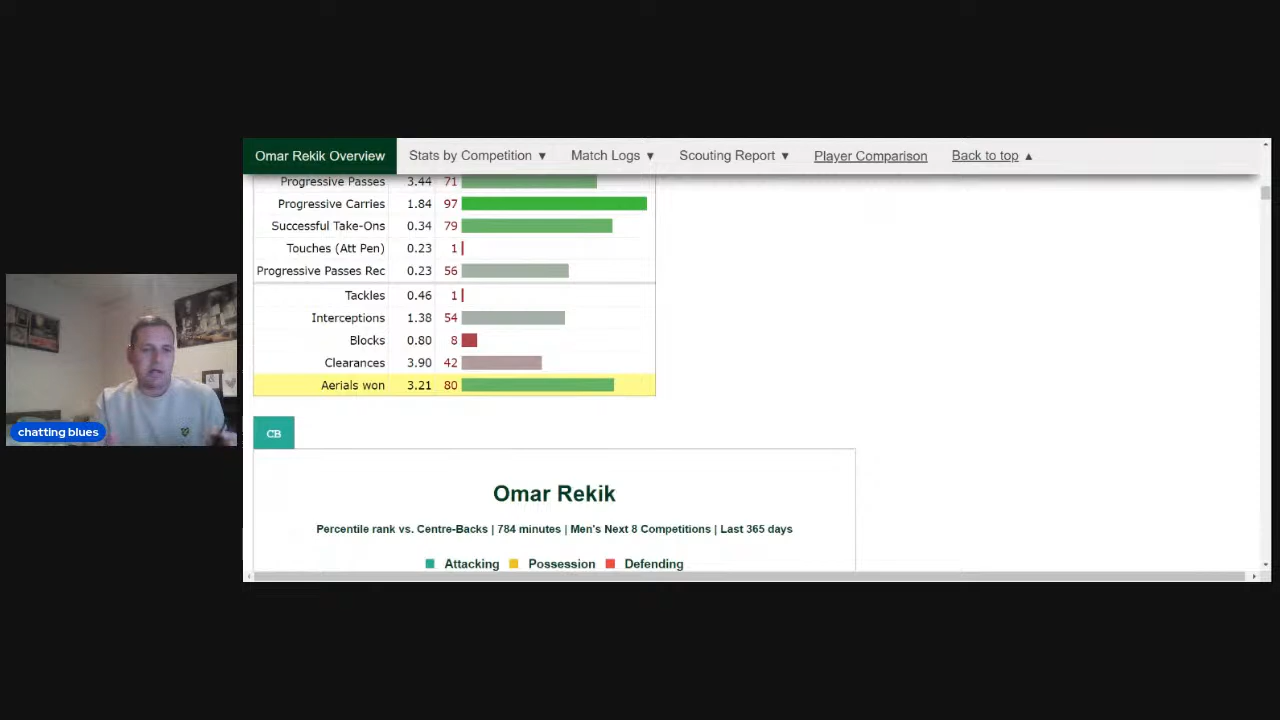 Omar Rekik Overview Stats by Competition ▼ Match Logs ▼ Scouting Report ▼ Player Comparison Back to top ▲
Progressive Passes 3.44 71
Progressive Carries 1.84 97
Successful Take-Ons 0.34 79
Touches (Att Pen) 0.23 1
Progressive Passes Rec 0.23 56
Tackles 0.46 1
Interceptions 1.38 54
Blocks 0.80 8
Clearances 3.90 42
Aerials won 3.21 80
chatting blues
CB
Omar Rekik
Percentile rank vs. Centre-Backs | 784 minutes | Men's Next 8 Competitions | Last 365 days
Attacking Possession Defending